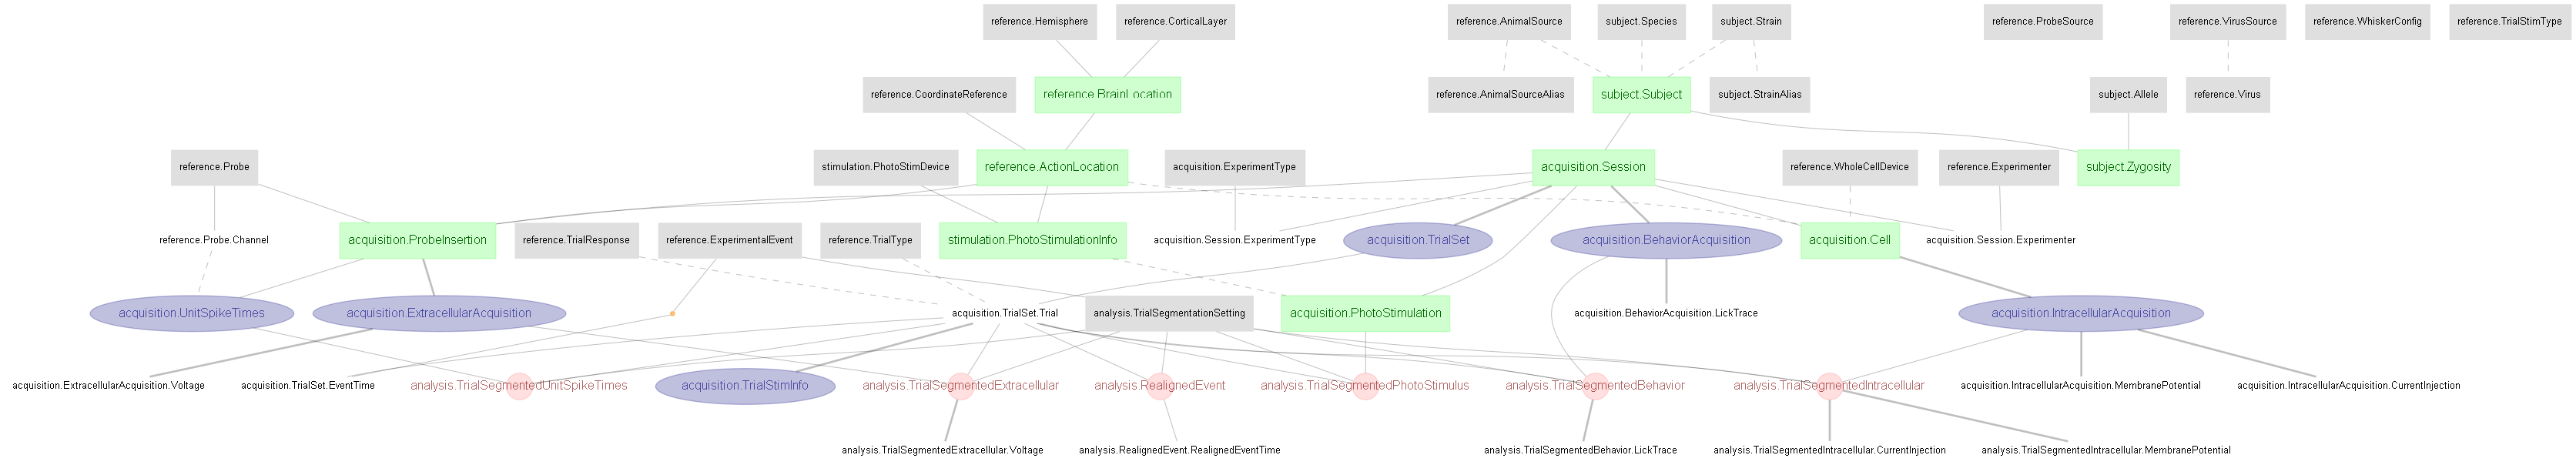 reference.Hemisphere
reference.CorticalLayer
reference.AnimalSource
subject.Species
subject.Strain
reference.ProbeSource
reference.VirusSource
reference.WhiskerConfig
reference.TrialStimType
reference.CoordinateReference
reference.BrainLocation
reference.AnimalSourceAlias
subject.Subject
subject.StrainAlias
subject.Allele
reference.Virus
reference.Probe
stimulation.PhotoStimDevice
reference.ActionLocation
acquisition.ExperimentType
acquisition.Session
reference.WholeCellDevice
reference.Experimenter
subject.Zygosity
reference.Probe.Channel
acquisition.ProbeInsertion
reference.TrialResponse
reference.ExperimentalEvent
reference.TrialType
stimulation.PhotoStimulationInfo
acquisition.Session.ExperimentType
acquisition.TrialSet
acquisition.BehaviorAcquisition
acquisition.Cell
acquisition.Session.Experimenter
acquisition.UnitSpikeTimes
acquisition.ExtracellularAcquisition
acquisition.TrialSet.Trial
analysis.TrialSegmentationSetting
acquisition.PhotoStimulation
acquisition.BehaviorAcquisition.LickTrace
acquisition.IntracellularAcquisition
acquisition.ExtracellularAcquisition.Voltage
acquisition.TrialSet.EventTime
analysis.TrialSegmentedUnitSpikeTimes
acquisition.TrialStimInfo
analysis.TrialSegmentedExtracellular
analysis.RealignedEvent
analysis.TrialSegmentedPhotoStimulus
analysis.TrialSegmentedBehavior
analysis.TrialSegmentedIntracellular
acquisition.IntracellularAcquisition.MembranePotential
acquisition.IntracellularAcquisition.CurrentInjection
analysis.TrialSegmentedExtracellular.Voltage
analysis.RealignedEvent.RealignedEventTime
analysis.TrialSegmentedBehavior.LickTrace
analysis.TrialSegmentedIntracellular.CurrentInjection
analysis.TrialSegmentedIntracellular.MembranePotential